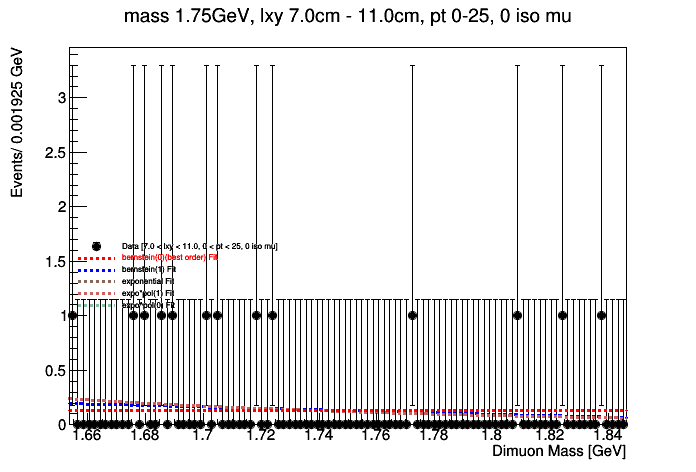 mass 1.75GeV, lxy 7.0cm - 11.0cm, pt 0-25, 0 iso mu
Events/ 0.001925 GeV
3
2.5
2
1.5
1
0.5
0
Data [7.0 < lxy < 11.0, 0 < pt < 25, 0 iso mu]
bernstein(0)(best order) Fit
bernstein(1) Fit
exponential Fit
expo*pol(1) Fit
expo*pol(0) Fit
1.66 1.68 1.7 1.72 1.74 1.76 1.78 1.8 1.82 1.84
Dimuon Mass [GeV]